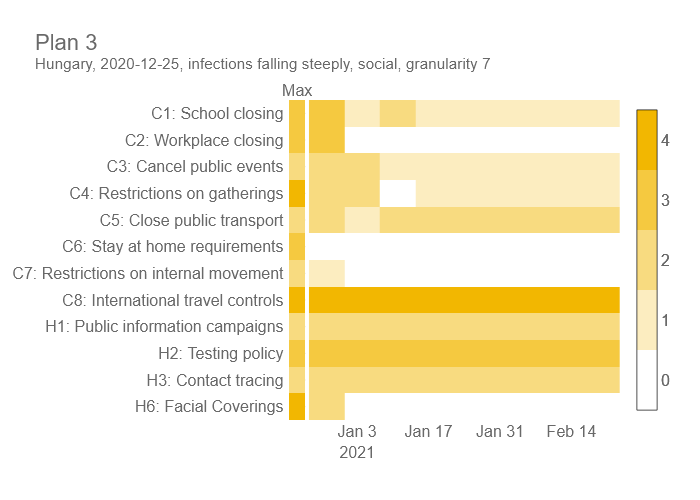 Plan 3
Hungary, 2020-12-25, infections falling steeply, social, granularity 7
Max
C1: School closing
C2: Workplace closing
C3: Cancel public events
C4: Restrictions on gatherings
C5: Close public transport
C6: Stay at home requirements
C7: Restrictions on internal movement
C8: International travel controls
H1: Public information campaigns
H2: Testing policy
H3: Contact tracing
H6: Facial Coverings
Jan 3 Jan 17 Jan 31 Feb 14
2021
4
3
2
1
0